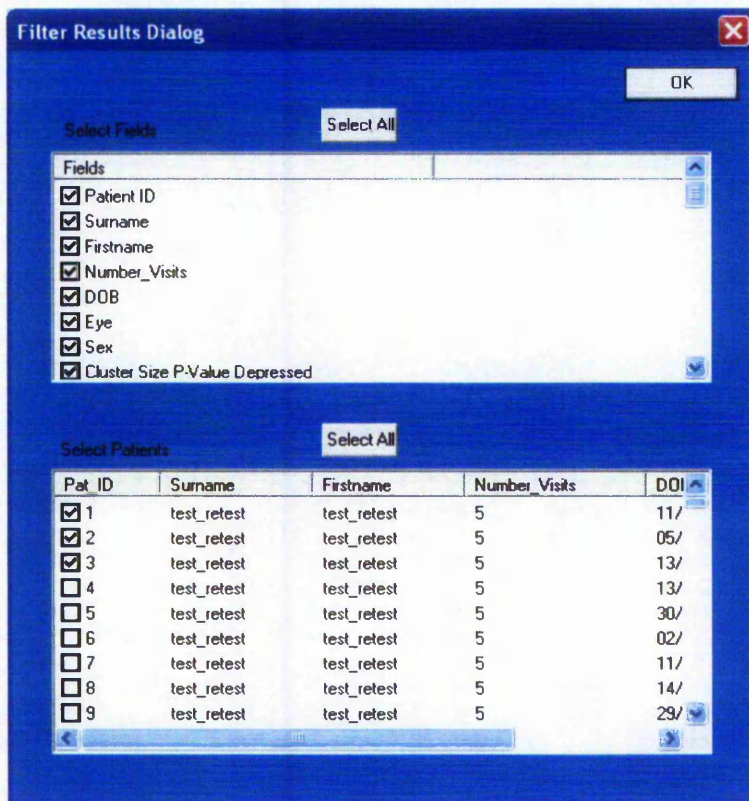 Filter Results Dialog
OK
Select Fields
Select All
Fields
Patient ID
Surname
Firstname
Number_Visits
DOB
Eye
Sex
Cluster Size P-Value Depressed
Select Patients
Select All
Pat_ID Surname Firstname Number_Visits DOI
1 test_retest test_retest 5 11/
2 test_retest test_retest 5 05/
3 test_retest test_retest 5 13/
4 test_retest test_retest 5 13/
5 test_retest test_retest 5 30/
6 test_retest test_retest 5 02/
7 test_retest test_retest 5 11/
8 test_retest test_retest 5 14/
9 test_retest test_retest 5 29/